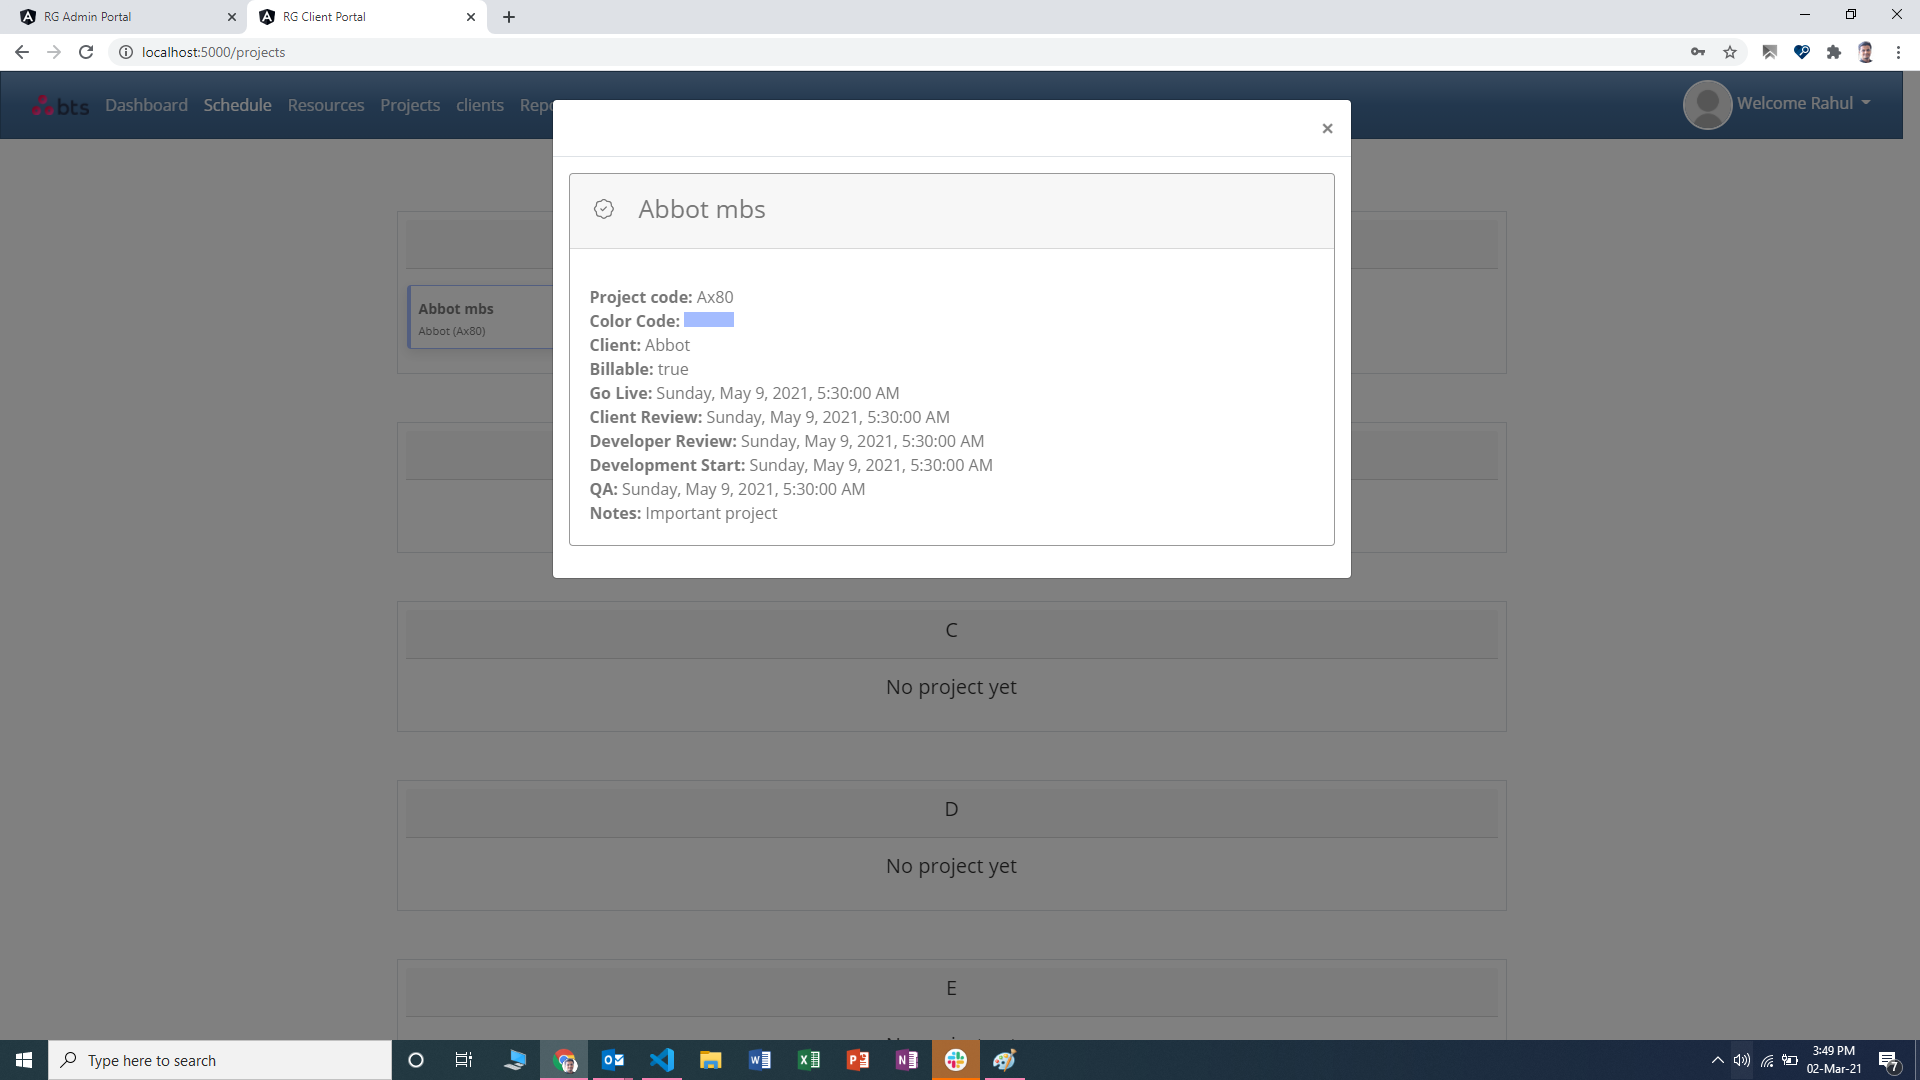 RG Admin Portal
RG Client Portal
localhost:5000/projects
bts Dashboard Schedule Resources Projects clients
Welcome Rahul
×
Abbot mbs
Abbot mbs
Abbot (Ax80)
Project code: Ax80
Color Code:
Client: Abbot
Billable: true
Go Live: Sunday, May 9, 2021, 5:30:00 AM
Client Review: Sunday, May 9, 2021, 5:30:00 AM
Developer Review: Sunday, May 9, 2021, 5:30:00 AM
Development Start: Sunday, May 9, 2021, 5:30:00 AM
QA: Sunday, May 9, 2021, 5:30:00 AM
Notes: Important project
C
No project yet
D
No project yet
E
Type here to search
3:49 PM
02-Mar-21
7